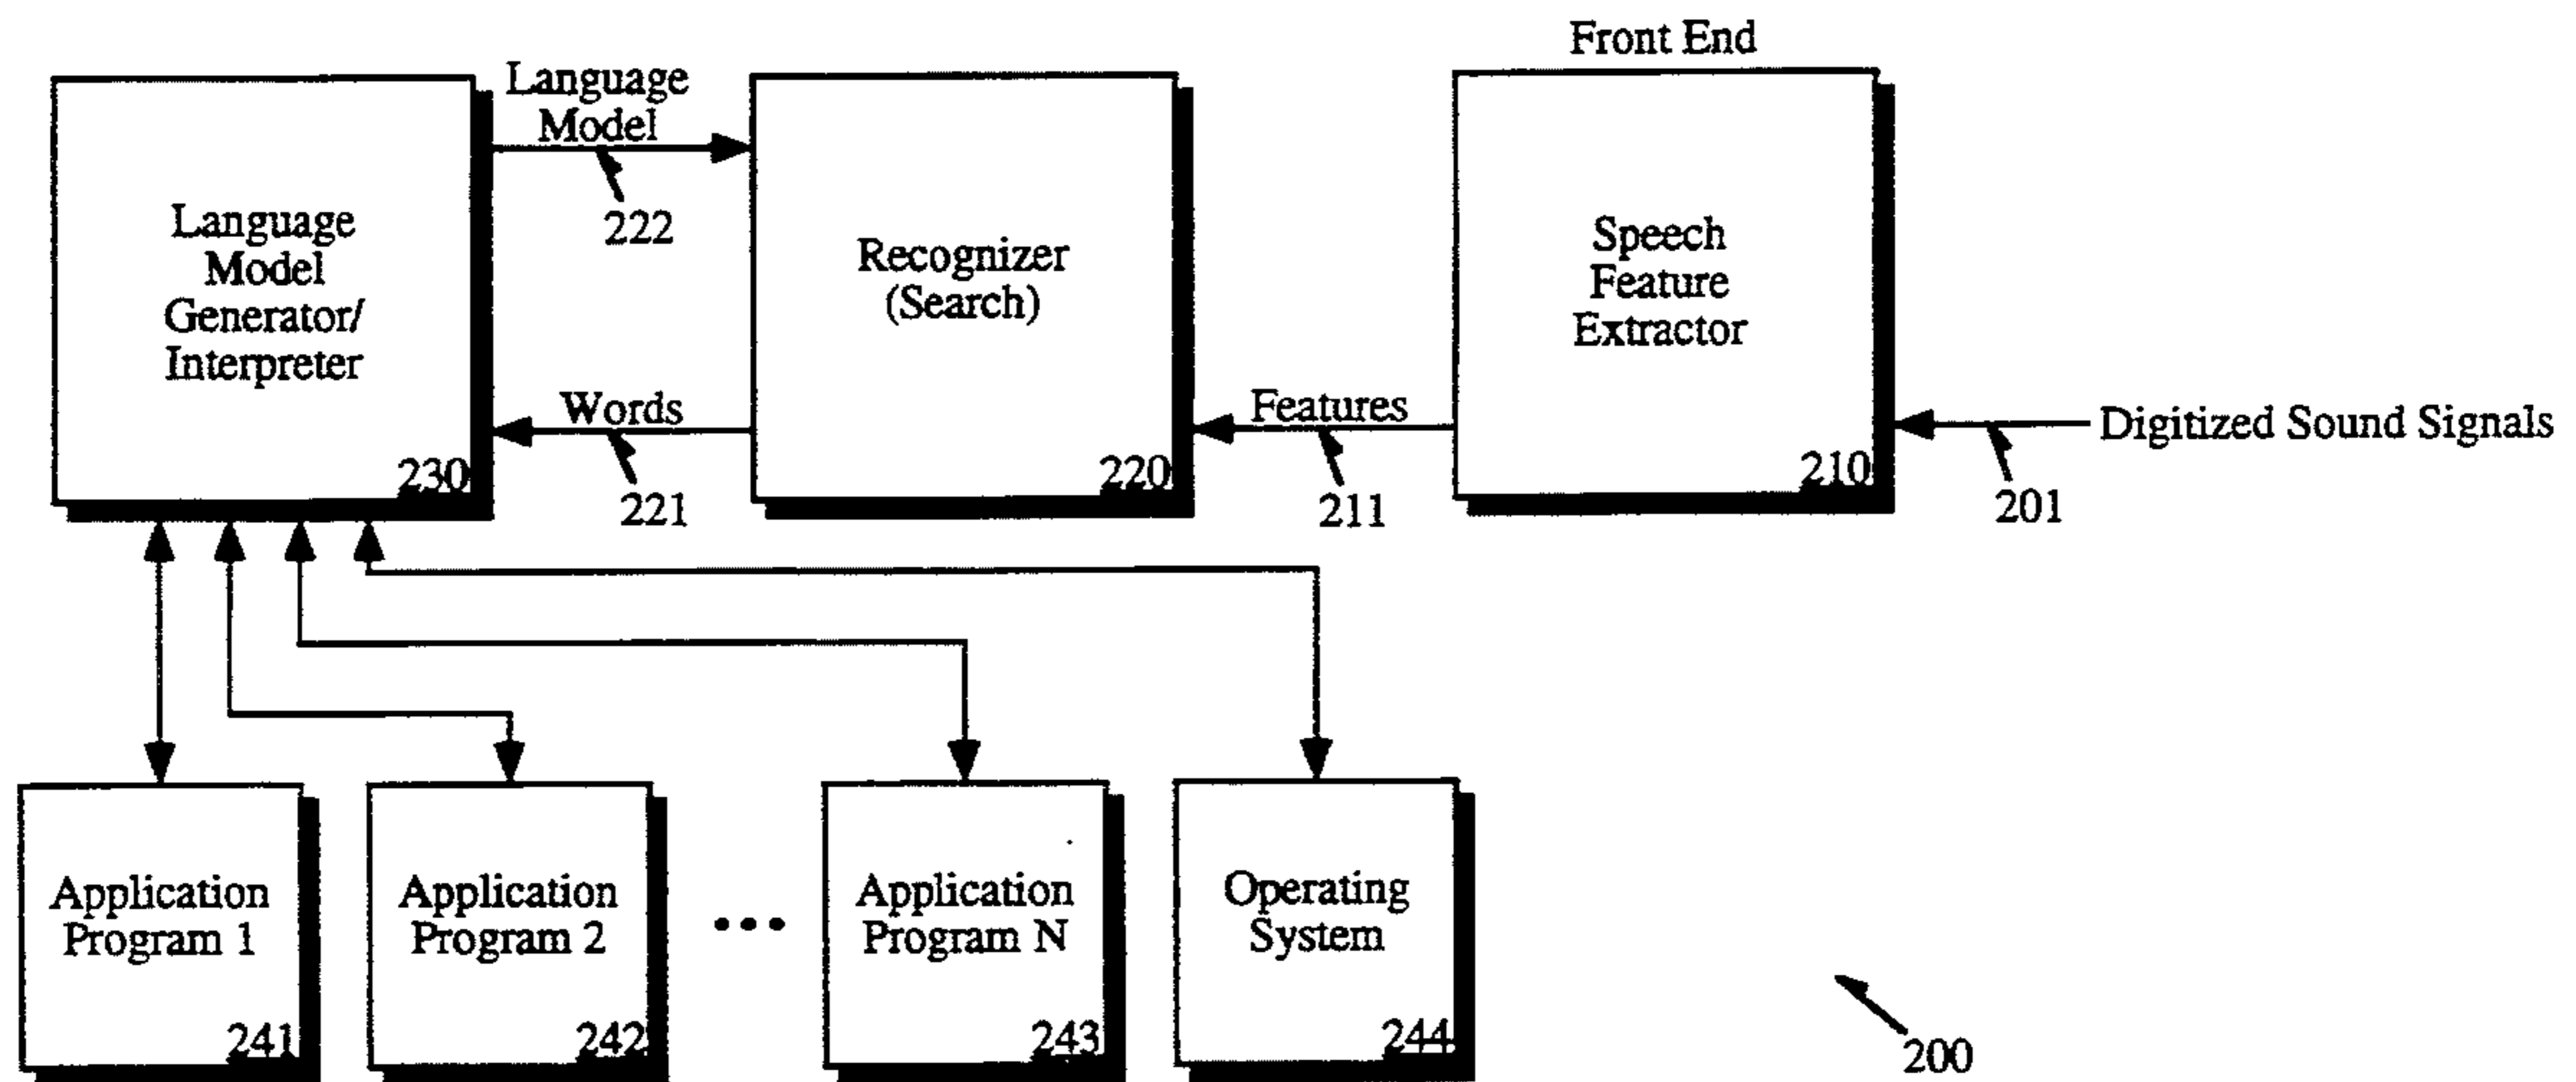 Front End
Language
Model
222
Language
Model
Generator/
Interpreter
230
Recognizer
(Search)
220
Speech
Feature
Extractor
210
Words
221
Features
211
Digitized Sound Signals
201
Application
Program 1
241
Application
Program 2
242
...
Application
Program N
243
Operating
System
244
200